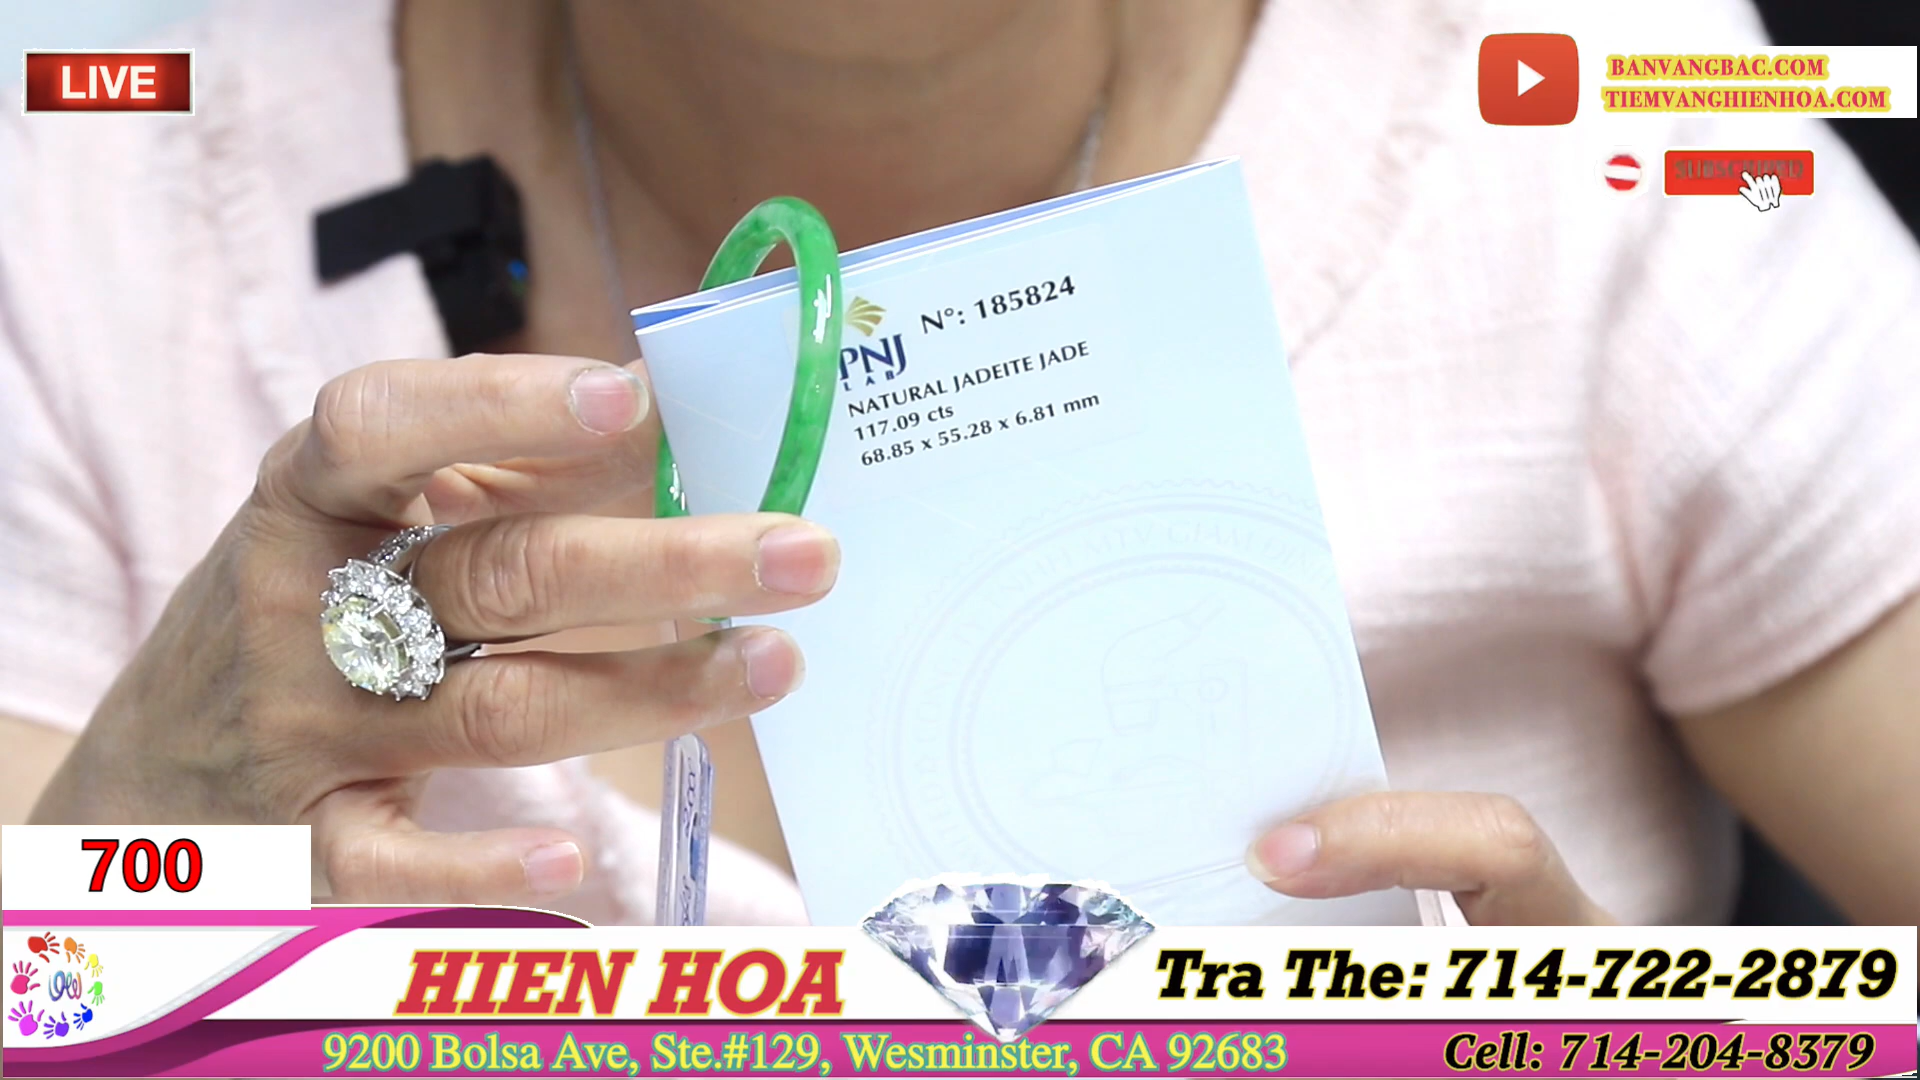 LIVE
BANVANGBAC.COM
TIEMVANGHIENHOA.COM
N°: 185824
PNJ
LAB
NATURAL JADEITE JADE
117.09 cts
68.85 x 55.28 x 6.81 mm
700
HIEN HOA
Tra The: 714-722-2879
9200 Bolsa Ave, Ste.#129, Wesminster, CA 92683
Cell: 714-204-8379